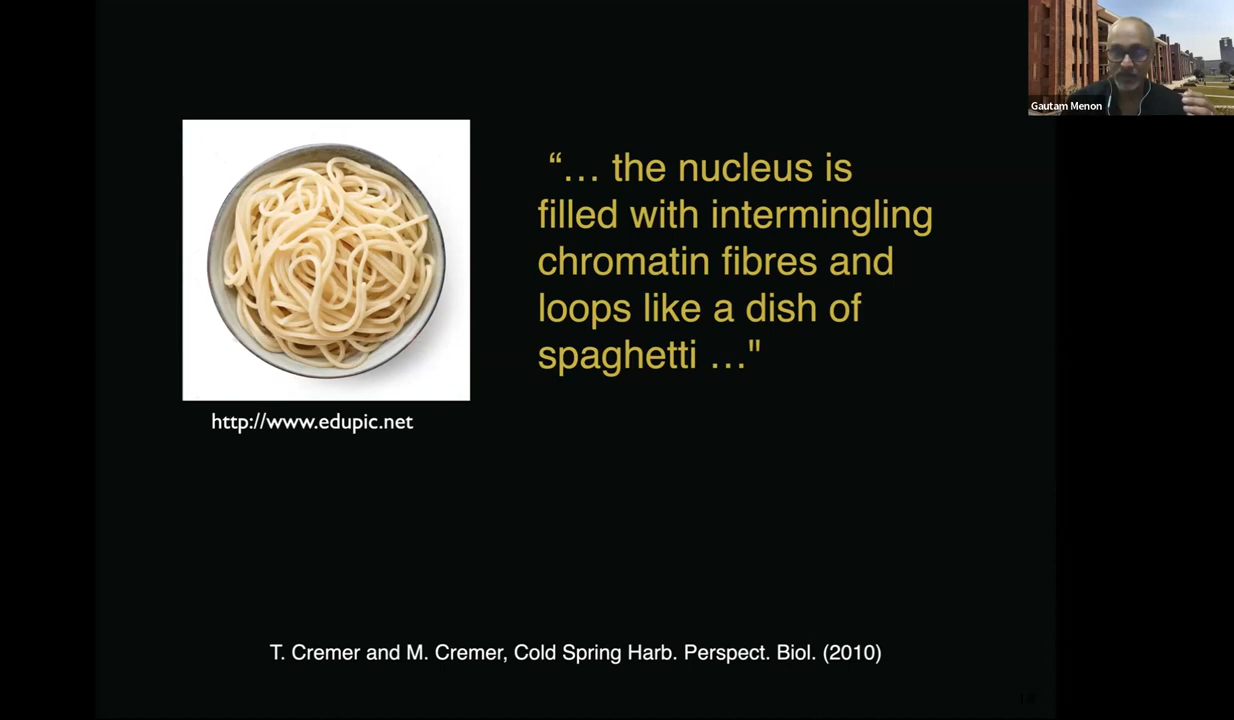 Gautam Menon
“… the nucleus is
filled with intermingling
chromatin fibres and
loops like a dish of
spaghetti …"
http://www.edupic.net
T. Cremer and M. Cremer, Cold Spring Harb. Perspect. Biol. (2010)